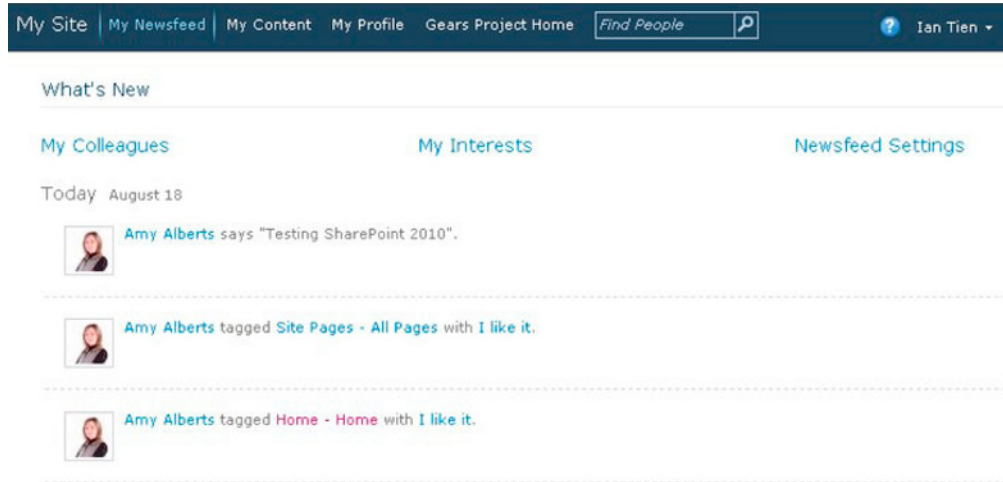 My Site My Newsfeed My Content My Profile Gears Project Home Find People ? Ian Tien
What's New
My Colleagues My Interests Newsfeed Settings
Today August 18
Amy Alberts says "Testing SharePoint 2010".
Amy Alberts tagged Site Pages - All Pages with I like it.
Amy Alberts tagged Home - Home with I like it.